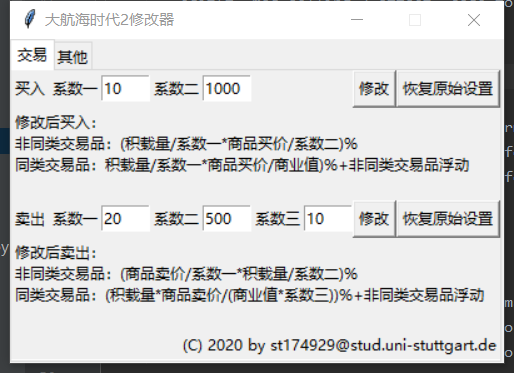 大航海时代2修改器
交易 其他
买入 系数一 10 系数二 1000 修改 恢复原始设置
修改后买入：
非同类交易品：(积载量/系数一*商品买价/系数二)%
同类交易品：积载量/系数一*商品买价/商业值)%+非同类交易品浮动
卖出 系数一 20 系数二 500 系数三 10 修改 恢复原始设置
修改后卖出：
非同类交易品：(商品卖价/系数一*积载量/系数二)%
同类交易品：(积载量*商品卖价/(商业值*系数三))%+非同类交易品浮动
(C) 2020 by st174929@stud.uni-stuttgart.de